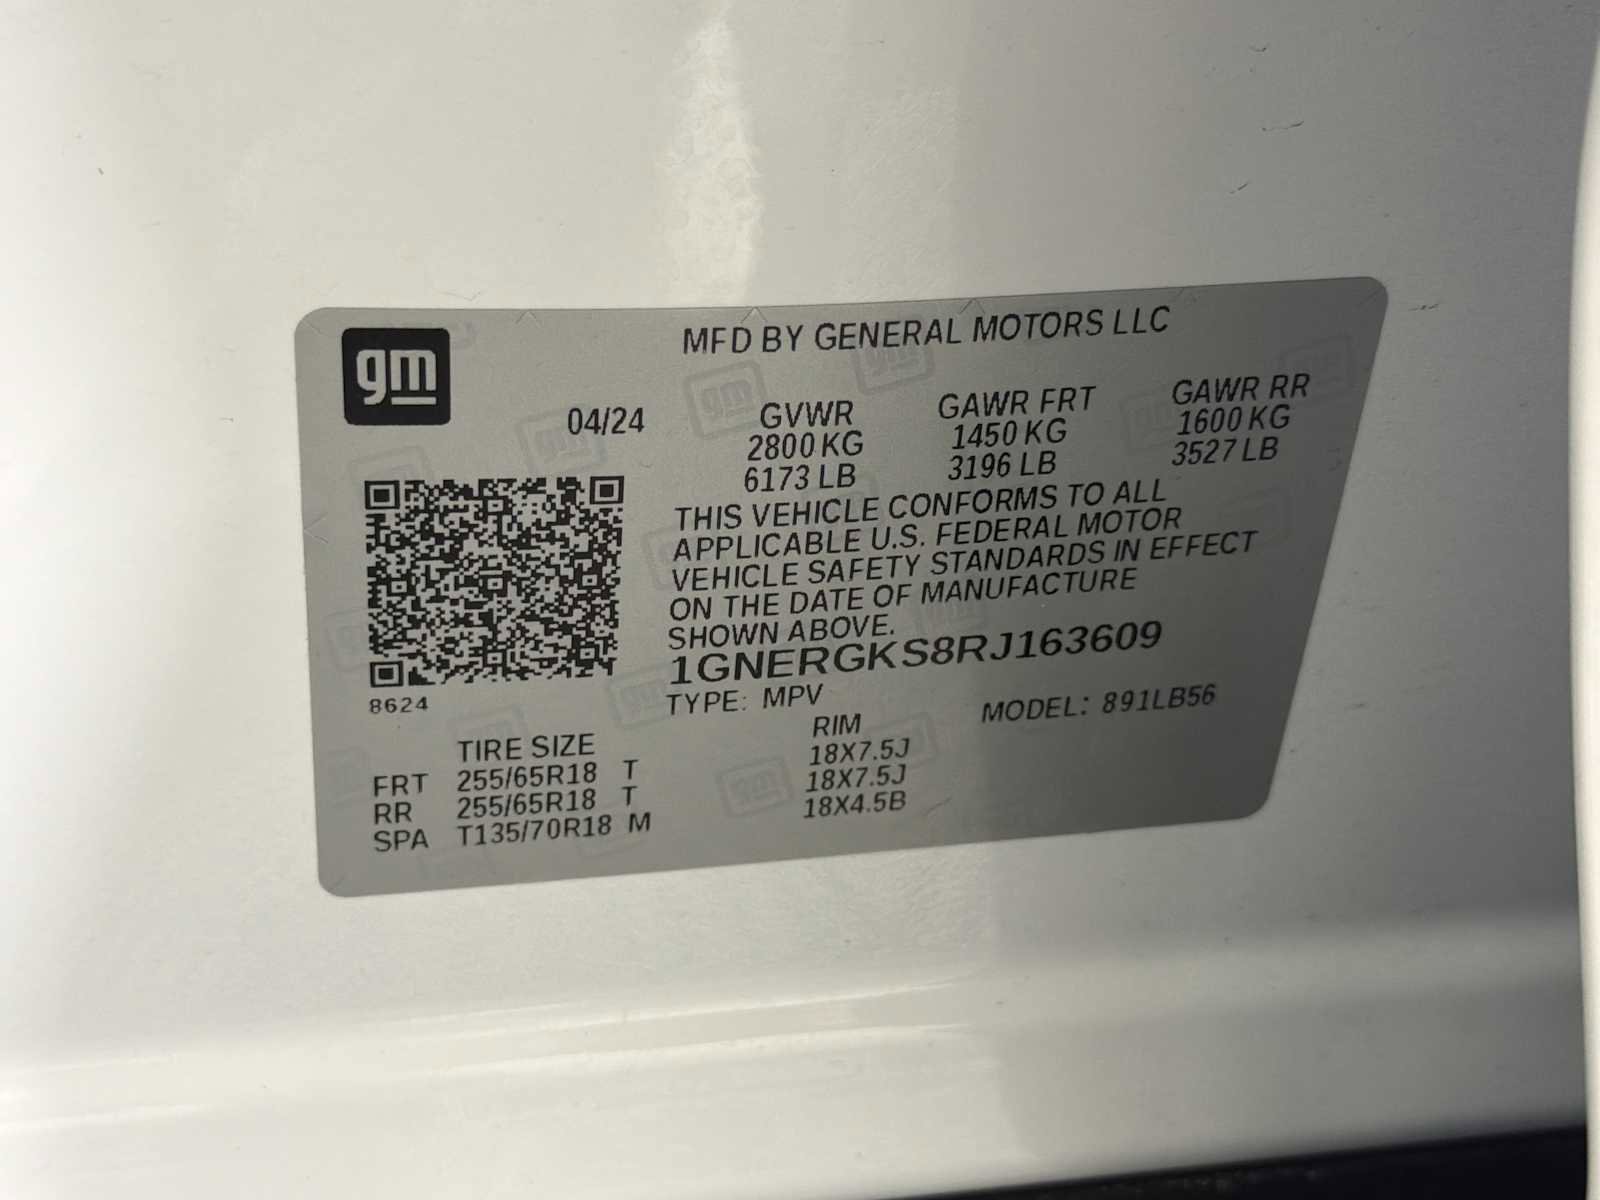 gm
MFD BY GENERAL MOTORS LLC
04/24
GVWR
2800 KG
6173 LB
GAWR FRT
1450 KG
3196 LB
GAWR RR
1600 KG
3527 LB
THIS VEHICLE CONFORMS TO ALL
APPLICABLE U.S. FEDERAL MOTOR
VEHICLE SAFETY STANDARDS IN EFFECT
ON THE DATE OF MANUFACTURE
SHOWN ABOVE.
1GNERGKS8RJ163609
8624
TYPE: MPV MODEL: 891LB56
TIRE SIZE RIM
FRT 255/65R18 T 18X7.5J
RR 255/65R18 T 18X7.5J
SPA T135/70R18 M 18X4.5B